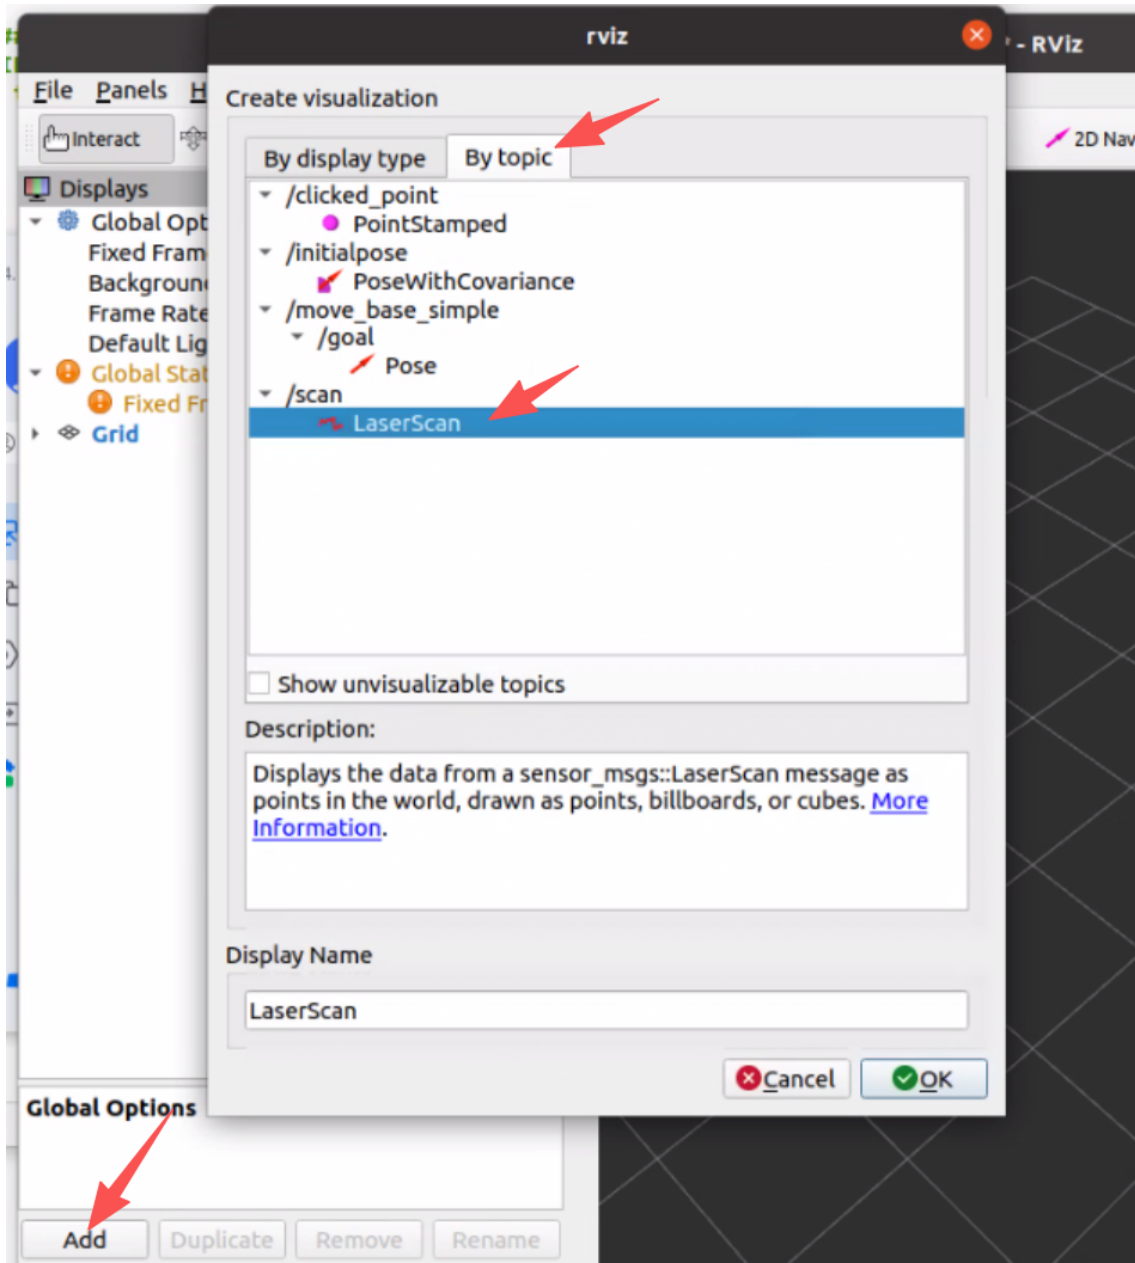 rviz
- RViz
File Panels H
Create visualization
Interact
2D Nav
By display type By topic
Displays
Global Opt
Fixed Fram
Background
Frame Rate
Default Lig
Global Stat
Fixed Fr
Grid
/clicked_point
PointStamped
/initialpose
PoseWithCovariance
/move_base_simple
/goal
Pose
/scan
LaserScan
Show unvisualizable topics
Description:
Displays the data from a sensor_msgs::LaserScan message as
points in the world, drawn as points, billboards, or cubes. More
Information.
Display Name
LaserScan
Cancel OK
Global Options
Add Duplicate Remove Rename